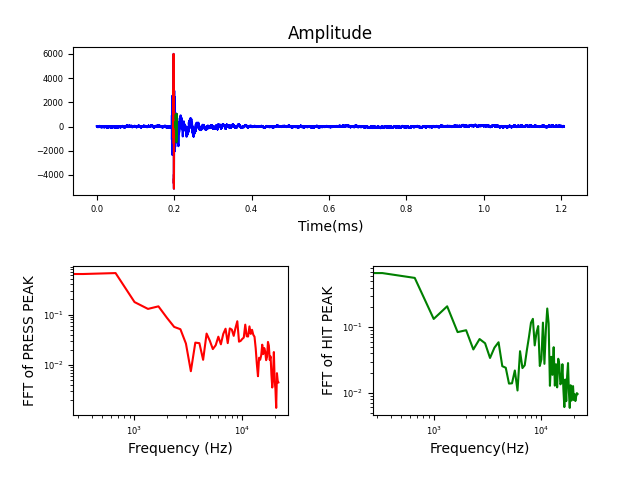 Amplitude
6000
4000
2000
0
−2000
−4000
0.0 0.2 0.4 0.6 0.8 1.0 1.2
Time(ms)
FFT of PRESS PEAK
10⁻¹
10⁻²
10³ 10⁴
Frequency (Hz)
FFT of HIT PEAK
10⁻¹
10⁻²
10³ 10⁴
Frequency(Hz)